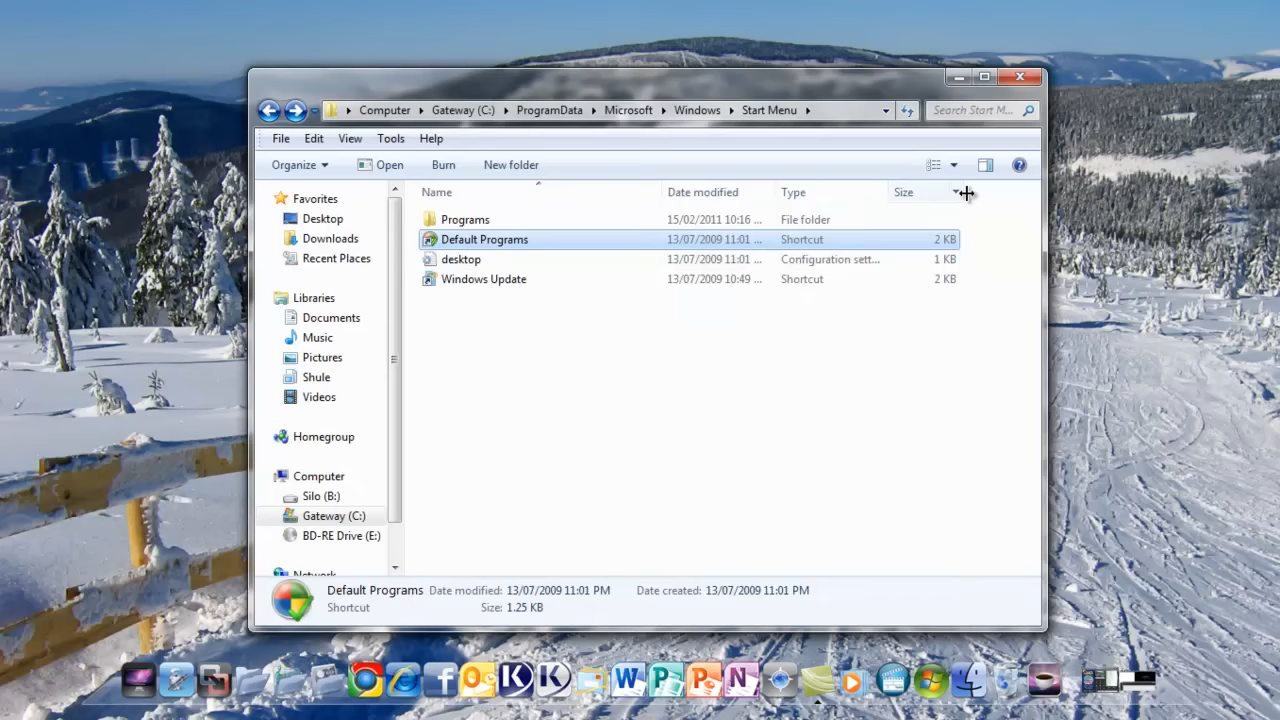 Computer Gateway (C:) ProgramData Microsoft Windows Start Menu Search Start M...
File Edit View Tools Help
Organize Open Burn New folder
Name Date modified Type Size
Favorites
Desktop
Downloads
Recent Places
Libraries
Documents
Music
Pictures
Shule
Videos
Homegroup
Computer
Silo (B:)
Gateway (C:)
BD-RE Drive (E:)
Network
Programs 15/02/2011 10:16 ... File folder
Default Programs 13/07/2009 11:01 ... Shortcut 2 KB
desktop 13/07/2009 11:01 ... Configuration sett... 1 KB
Windows Update 13/07/2009 10:49 ... Shortcut 2 KB
Default Programs Date modified: 13/07/2009 11:01 PM Date created: 13/07/2009 11:01 PM
Shortcut Size: 1.25 KB